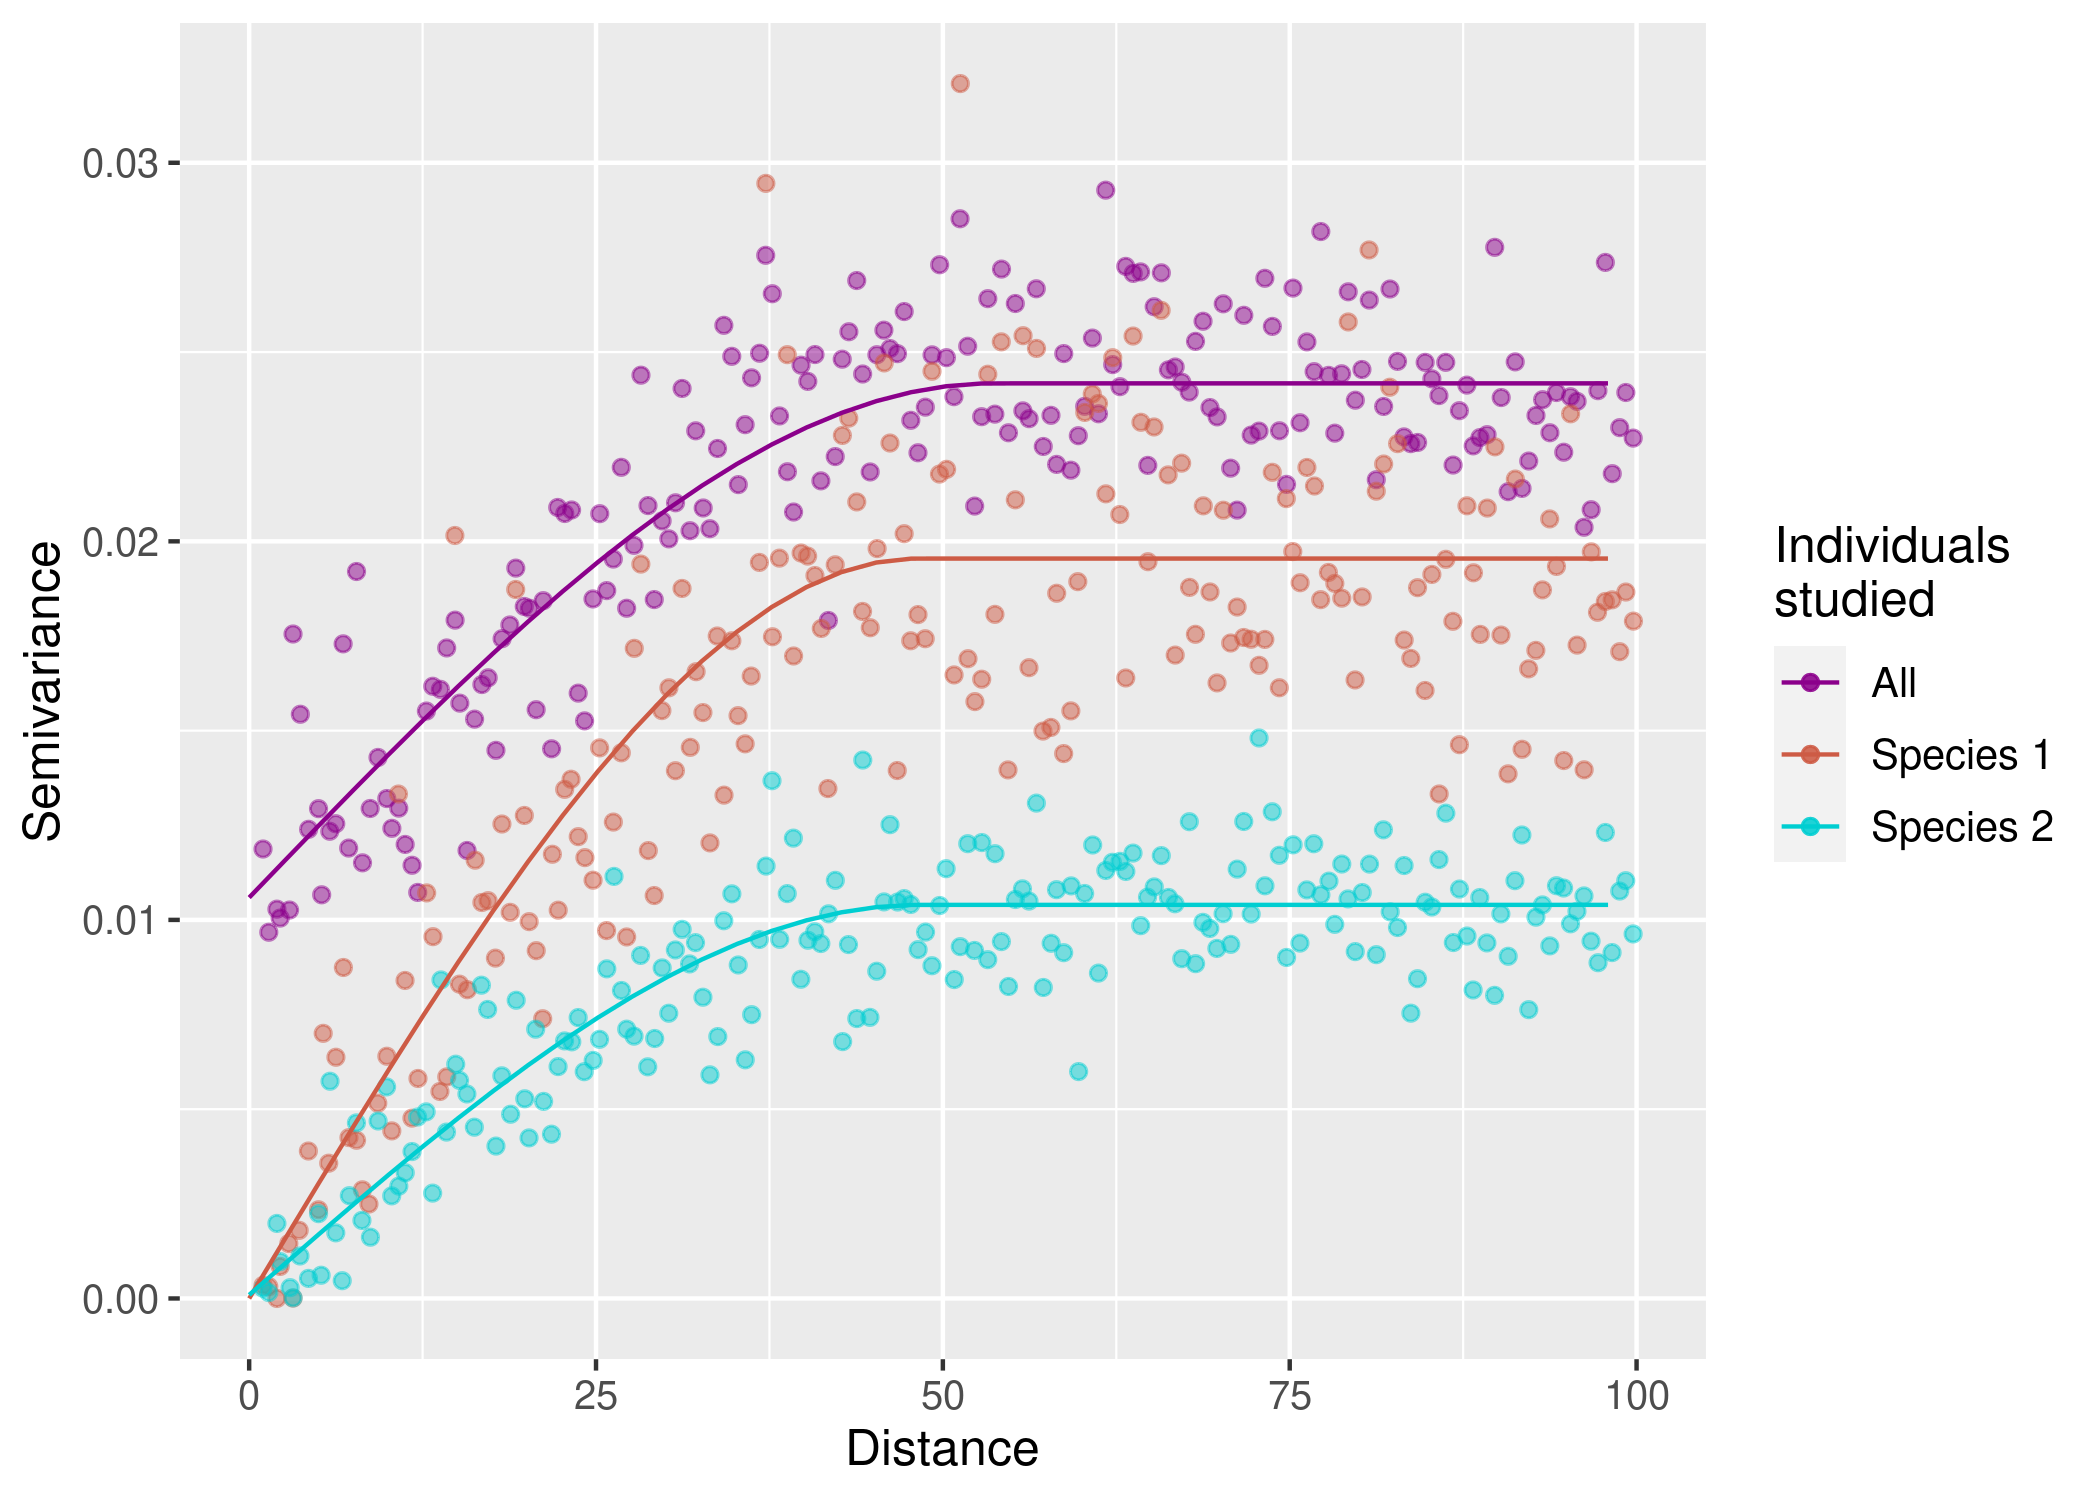 Semivariance
0.03
0.02
0.01
0.00
0
25
50
75
100
Distance
Individuals
studied
All
Species 1
Species 2